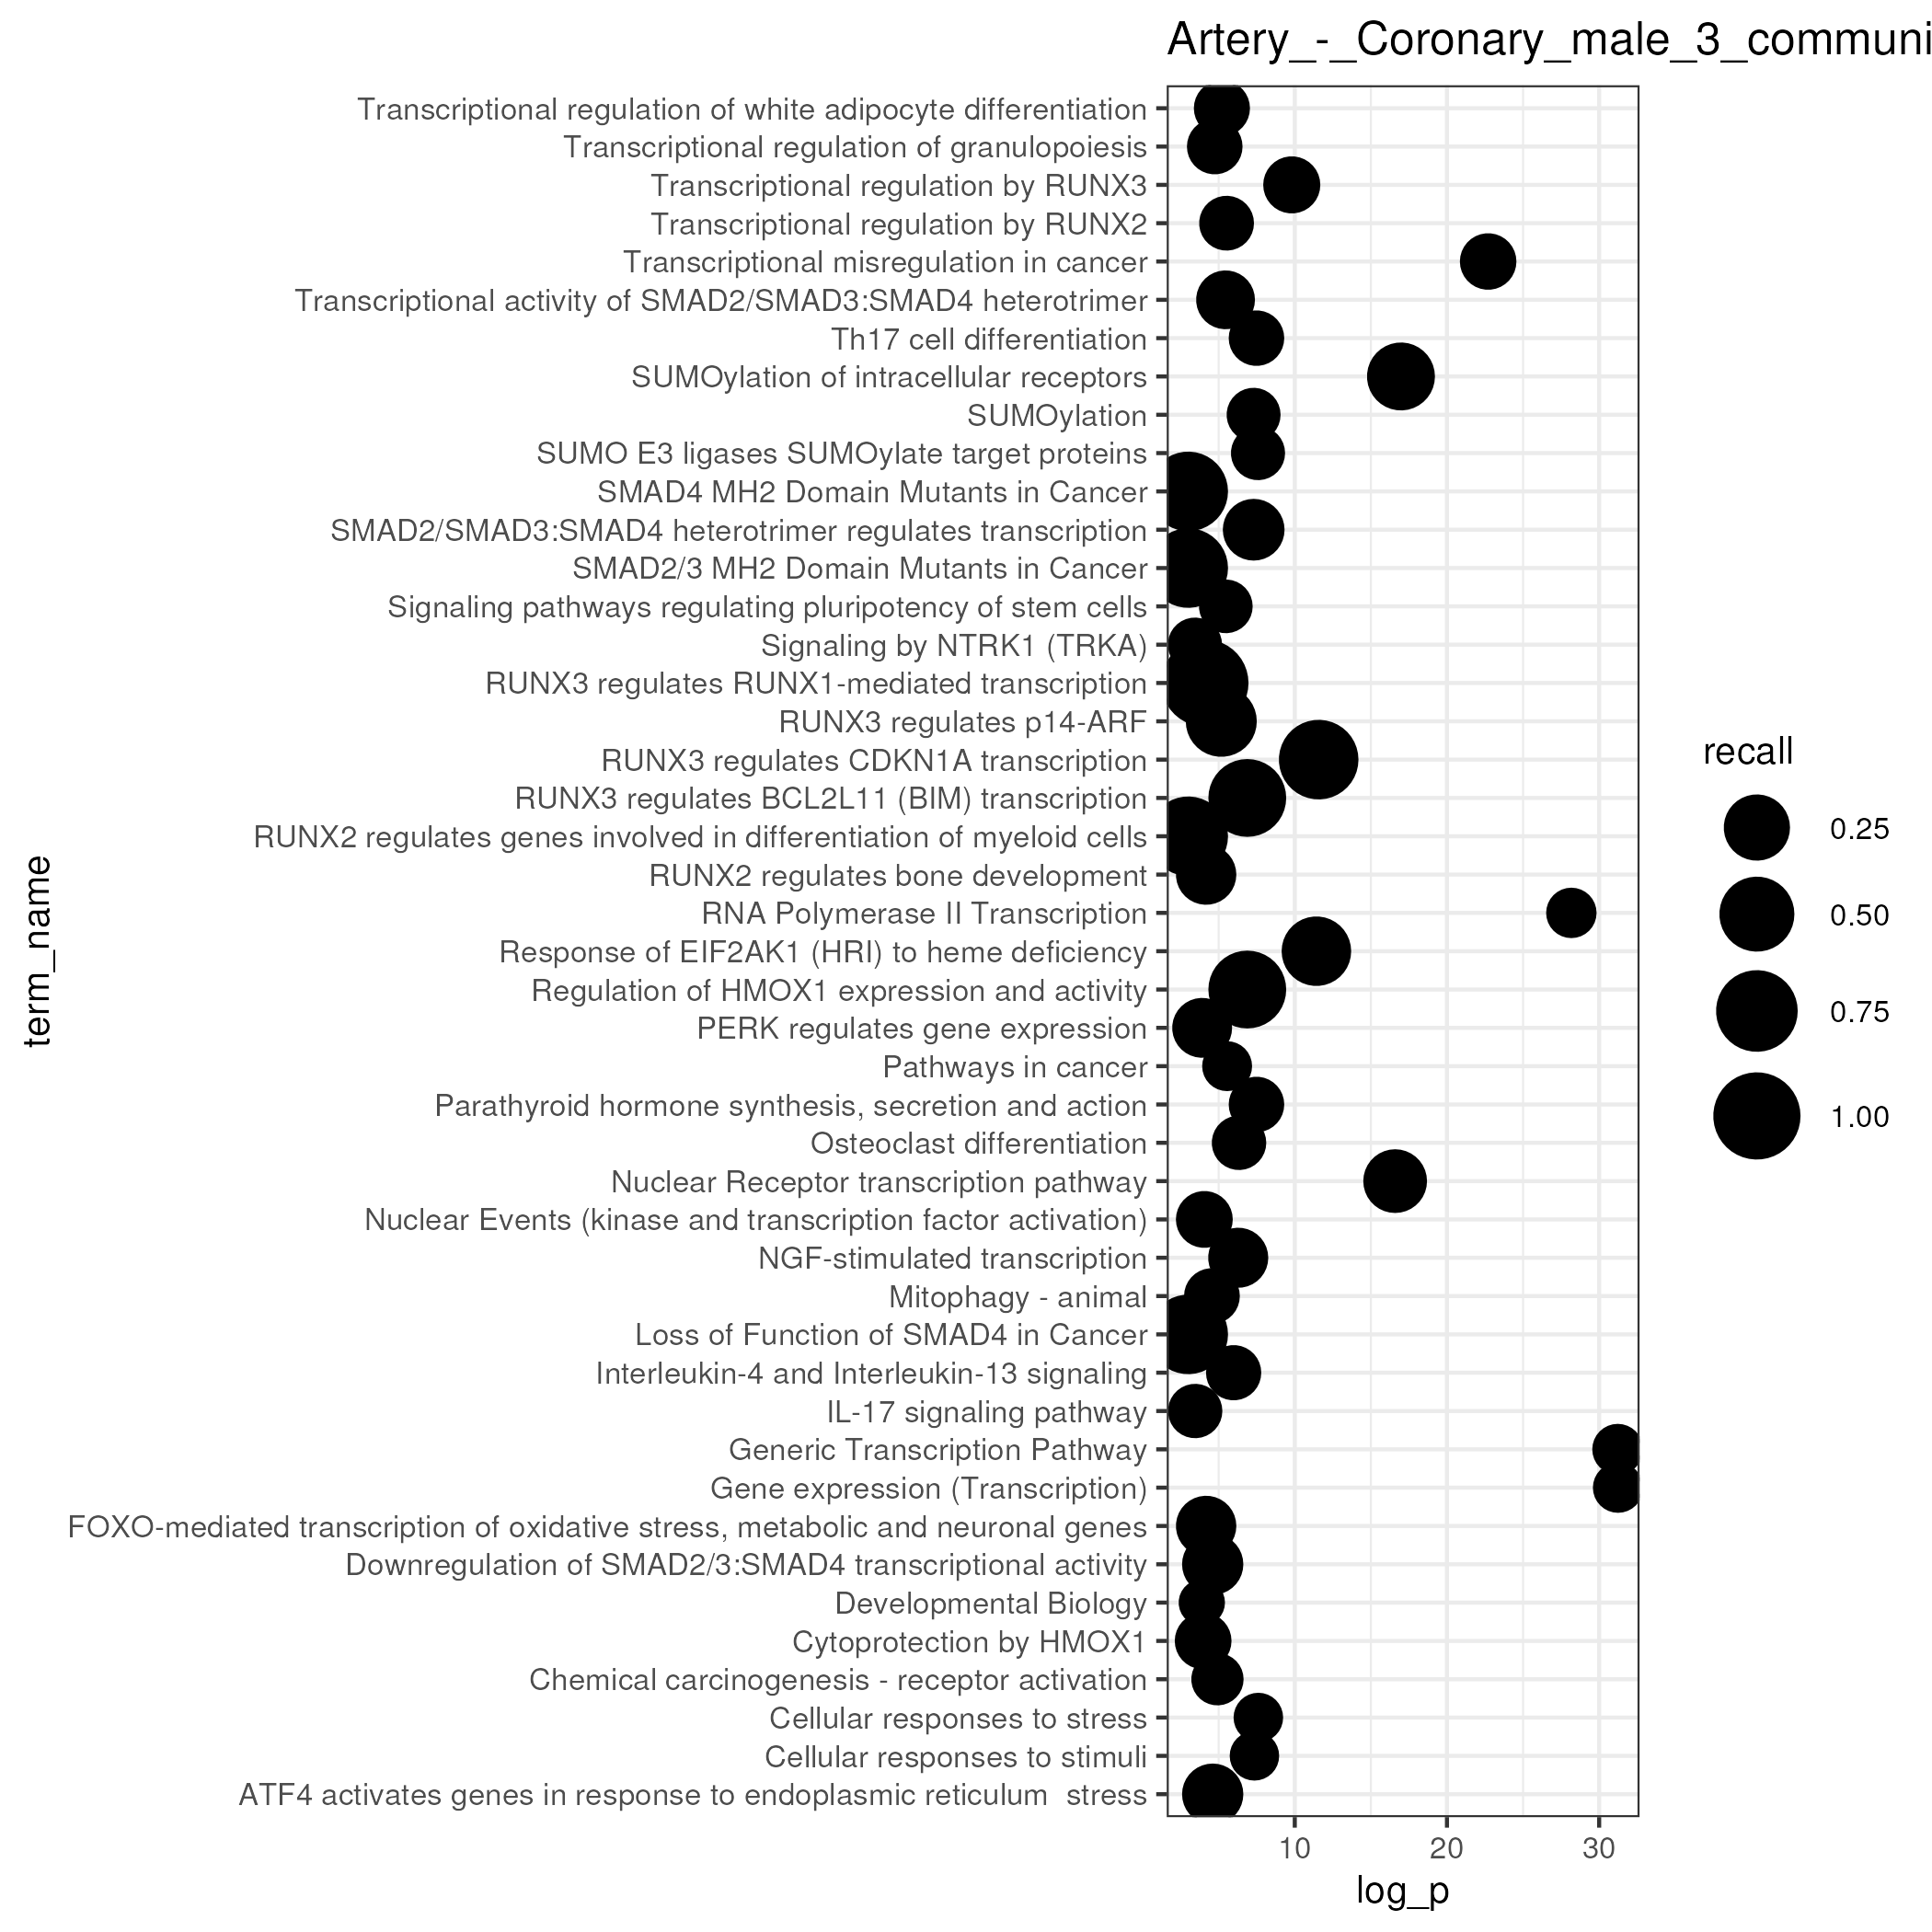 Artery_-_Coronary_male_3_communi
Transcriptional regulation of white adipocyte differentiation
Transcriptional regulation of granulopoiesis
Transcriptional regulation by RUNX3
Transcriptional regulation by RUNX2
Transcriptional misregulation in cancer
Transcriptional activity of SMAD2/SMAD3:SMAD4 heterotrimer
Th17 cell differentiation
SUMOylation of intracellular receptors
SUMOylation
SUMO E3 ligases SUMOylate target proteins
SMAD4 MH2 Domain Mutants in Cancer
SMAD2/SMAD3:SMAD4 heterotrimer regulates transcription
SMAD2/3 MH2 Domain Mutants in Cancer
Signaling pathways regulating pluripotency of stem cells
Signaling by NTRK1 (TRKA)
RUNX3 regulates RUNX1-mediated transcription
RUNX3 regulates p14-ARF
RUNX3 regulates CDKN1A transcription
RUNX3 regulates BCL2L11 (BIM) transcription
RUNX2 regulates genes involved in differentiation of myeloid cells
RUNX2 regulates bone development
RNA Polymerase II Transcription
Response of EIF2AK1 (HRI) to heme deficiency
Regulation of HMOX1 expression and activity
PERK regulates gene expression
Pathways in cancer
Parathyroid hormone synthesis, secretion and action
Osteoclast differentiation
Nuclear Receptor transcription pathway
Nuclear Events (kinase and transcription factor activation)
NGF-stimulated transcription
Mitophagy - animal
Loss of Function of SMAD4 in Cancer
Interleukin-4 and Interleukin-13 signaling
IL-17 signaling pathway
Generic Transcription Pathway
Gene expression (Transcription)
FOXO-mediated transcription of oxidative stress, metabolic and neuronal genes
Downregulation of SMAD2/3:SMAD4 transcriptional activity
Developmental Biology
Cytoprotection by HMOX1
Chemical carcinogenesis - receptor activation
Cellular responses to stress
Cellular responses to stimuli
ATF4 activates genes in response to endoplasmic reticulum  stress
term_name
10 20 30
log_p
recall
0.25
0.50
0.75
1.00